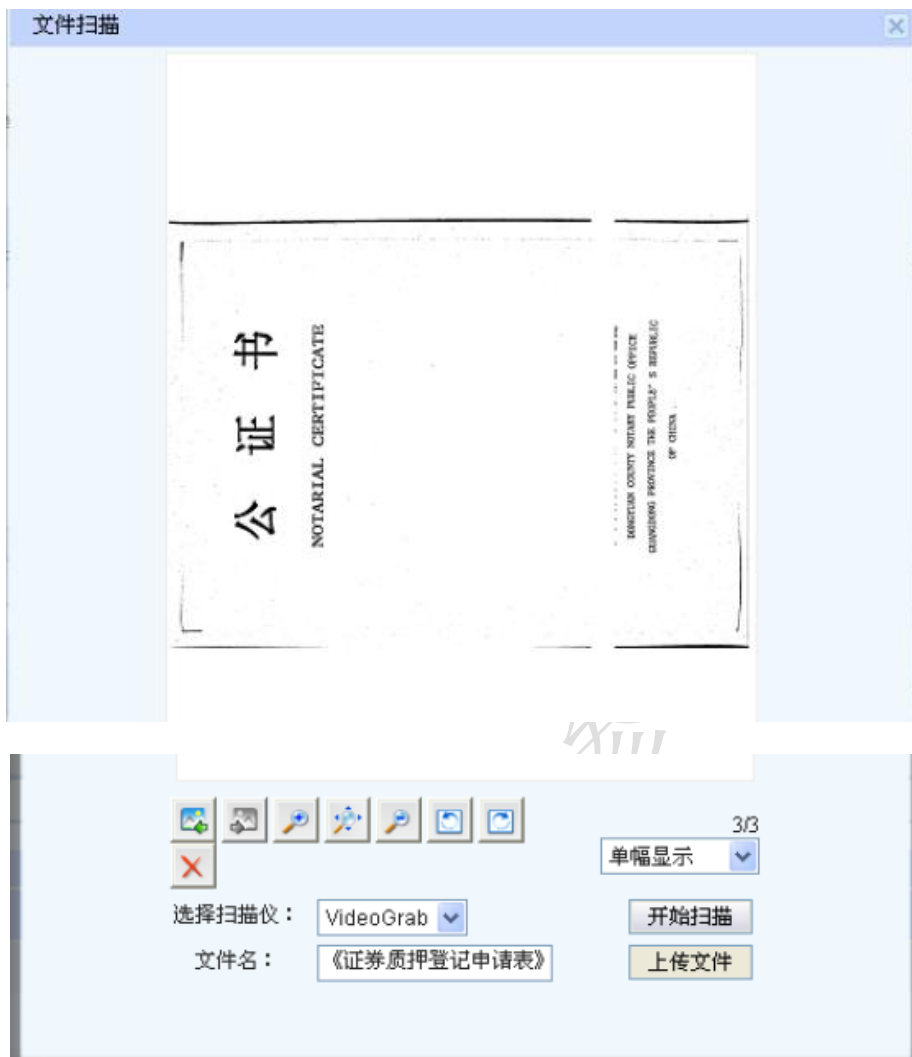 文件扫描
公证书
NOTARIAL CERTIFICATE
DONGYUAN COUNTY NOTARY PUBLIC OFFICE
GUANGDONG PROVINCE THE PEOPLE' S REPUBLIC
OF CHINA
3/3
单幅显示
选择扫描仪：
VideoGrab
开始扫描
文件名：
《证券质押登记申请表》
上传文件